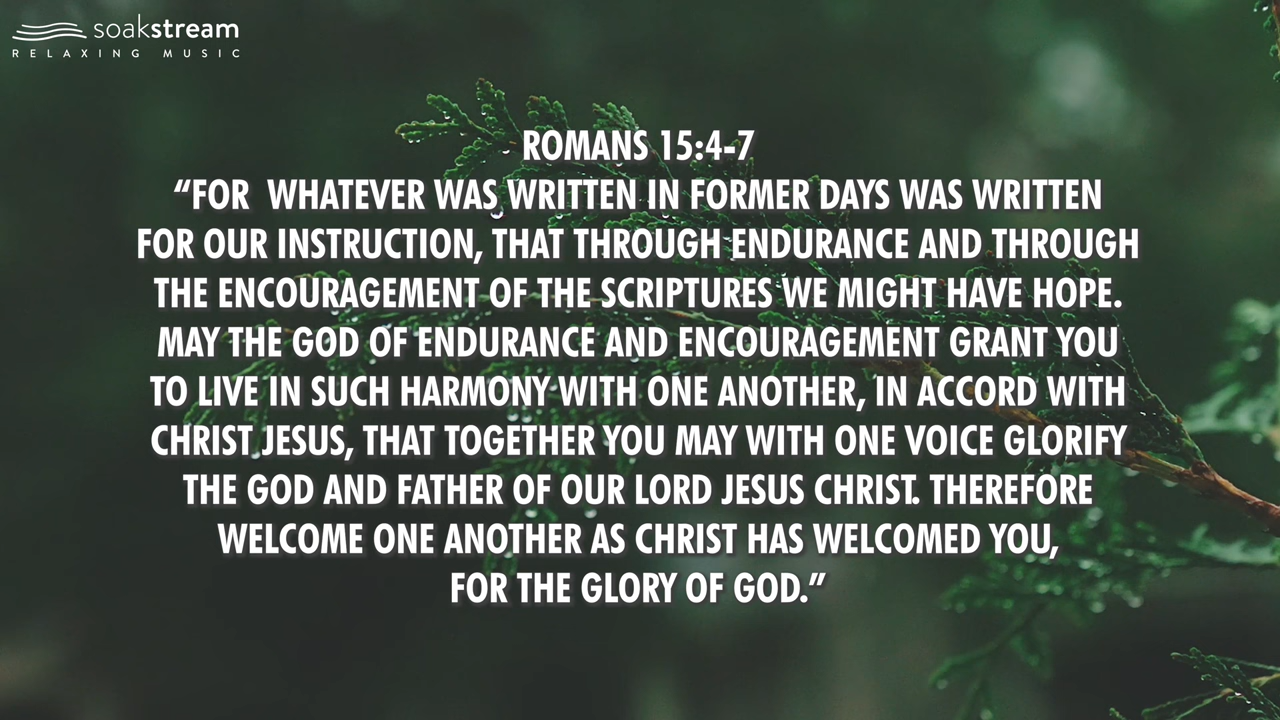 soakstream
RELAXING MUSIC
ROMANS 15:4-7
“FOR  WHATEVER WAS WRITTEN IN FORMER DAYS WAS WRITTEN
FOR OUR INSTRUCTION, THAT THROUGH ENDURANCE AND THROUGH
THE ENCOURAGEMENT OF THE SCRIPTURES WE MIGHT HAVE HOPE.
MAY THE GOD OF ENDURANCE AND ENCOURAGEMENT GRANT YOU
TO LIVE IN SUCH HARMONY WITH ONE ANOTHER, IN ACCORD WITH
CHRIST JESUS, THAT TOGETHER YOU MAY WITH ONE VOICE GLORIFY
THE GOD AND FATHER OF OUR LORD JESUS CHRIST. THEREFORE
WELCOME ONE ANOTHER AS CHRIST HAS WELCOMED YOU,
FOR THE GLORY OF GOD.”